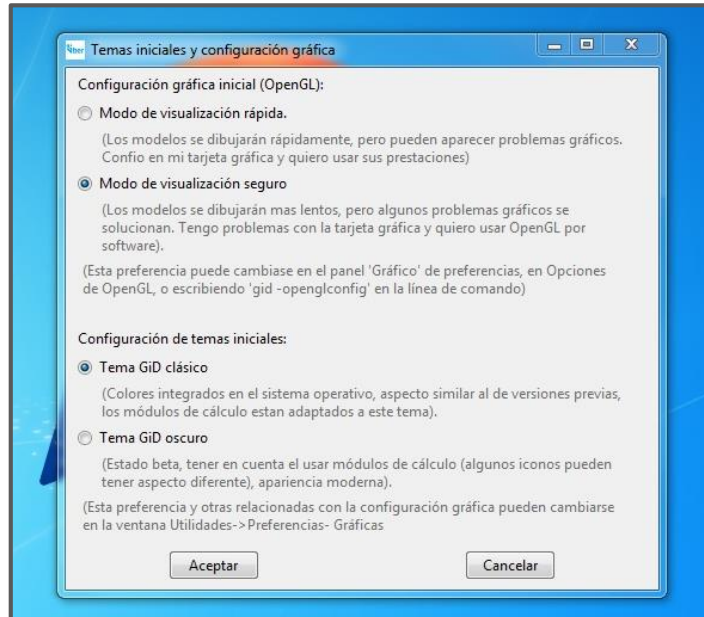 Iber Temas iniciales y configuración gráfica
Configuración gráfica inicial (OpenGL):
Modo de visualización rápida.
(Los modelos se dibujarán rápidamente, pero pueden aparecer problemas gráficos.
Confio en mi tarjeta gráfica y quiero usar sus prestaciones)
Modo de visualización seguro
(Los modelos se dibujarán mas lentos, pero algunos problemas gráficos se
solucionan. Tengo problemas con la tarjeta gráfica y quiero usar OpenGL por
software).
(Esta preferencia puede cambiase en el panel 'Gráfico' de preferencias, en Opciones
de OpenGL, o escribiendo 'gid -openglconfig' en la línea de comando)
Configuración de temas iniciales:
Tema GiD clásico
(Colores integrados en el sistema operativo, aspecto similar al de versiones previas,
los módulos de cálculo estan adaptados a este tema).
Tema GiD oscuro
(Estado beta, tener en cuenta el usar módulos de cálculo (algunos iconos pueden
tener aspecto diferente), apariencia moderna).
(Esta preferencia y otras relacionadas con la configuración gráfica pueden cambiarse
en la ventana Utilidades->Preferencias- Gráficas
Aceptar Cancelar